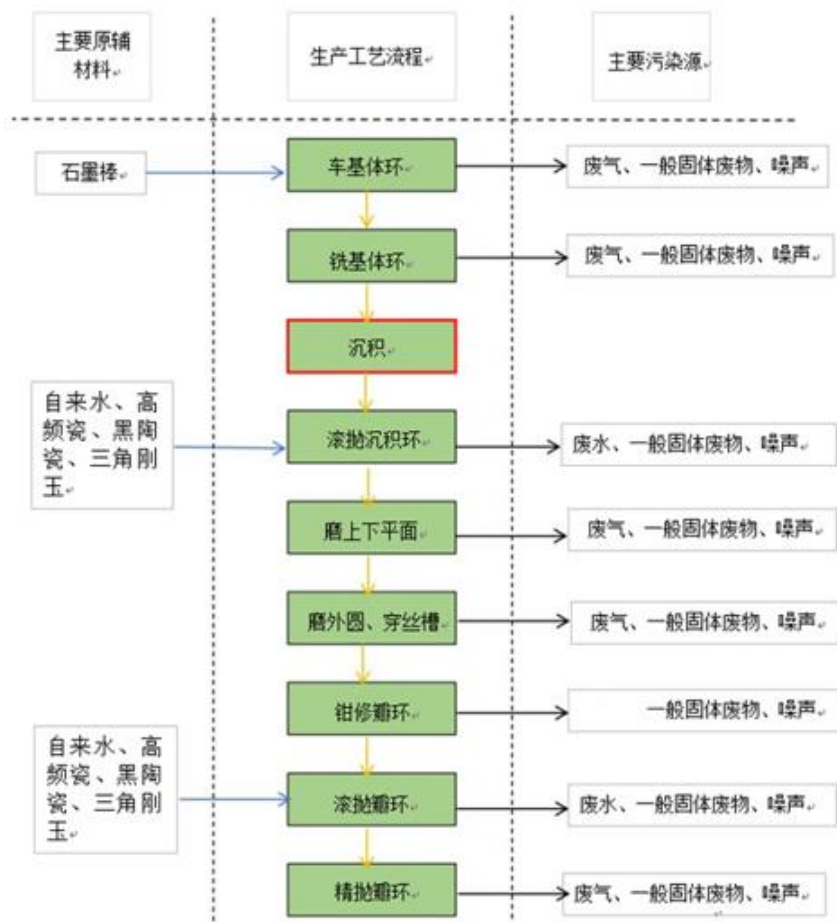 主要原辅
材料
生产工艺流程
主要污染源
石墨棒
车基体环
废气、一般固体废物、噪声
铣基体环
废气、一般固体废物、噪声
沉积
自来水、高
频瓷、黑陶
瓷、三角刚
玉
滚抛沉积环
废水、一般固体废物、噪声
磨上下平面
废气、一般固体废物、噪声
磨外圆、穿丝槽
废气、一般固体废物、噪声
钳修瓣环
一般固体废物、噪声
自来水、高
频瓷、黑陶
瓷、三角刚
玉
滚抛瓣环
废水、一般固体废物、噪声
精抛瓣环
废气、一般固体废物、噪声